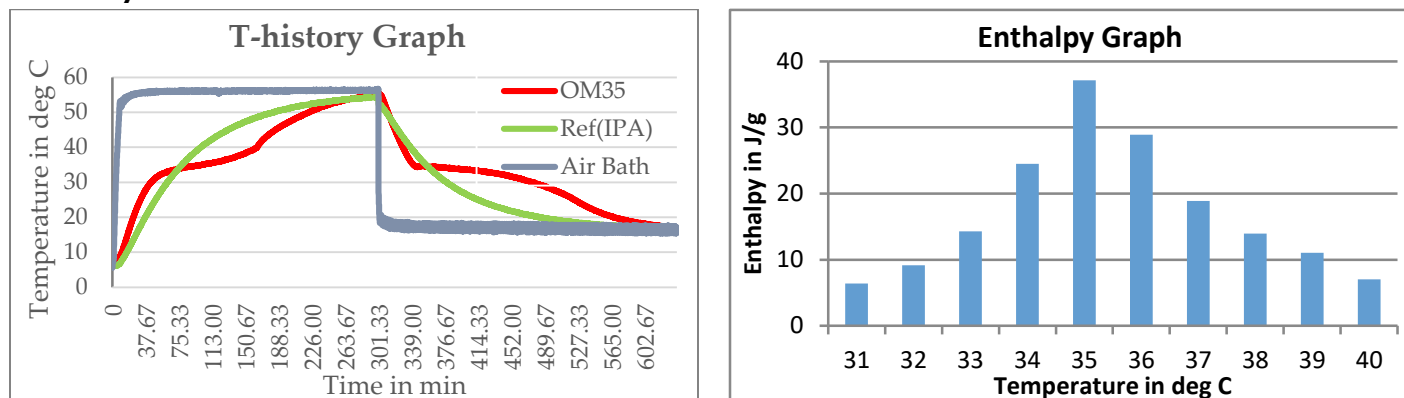 T-history Graph
Temperature in deg C
60
50
40
30
20
10
0
OM35
Ref(IPA)
Air Bath
0
37.67
75.33
113.00
150.67
188.33
226.00
263.67
301.33
339.00
376.67
414.33
452.00
489.67
527.33
565.00
602.67
Time in min
Enthalpy Graph
Enthalpy in J/g
40
30
20
10
0
31 32 33 34 35 36 37 38 39 40
Temperature in deg C